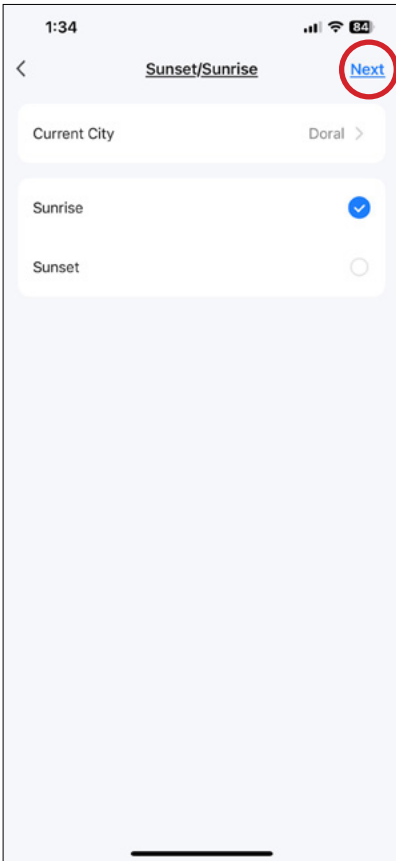 1:34 84
Sunset/Sunrise Next
Current City Doral
Sunrise
Sunset